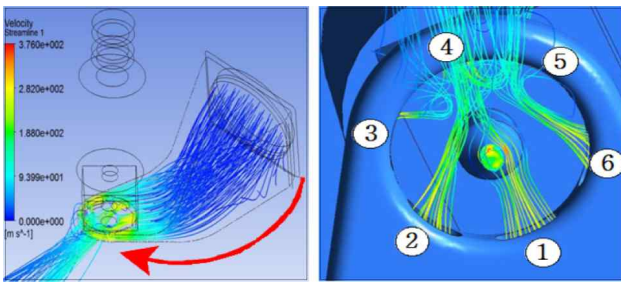 Velocity
Streamline 1
3.760e+002
2.820e+002
1.880e+002
9.399e+001
0.000e+000
[m s^-1]
4
5
3
6
2
1